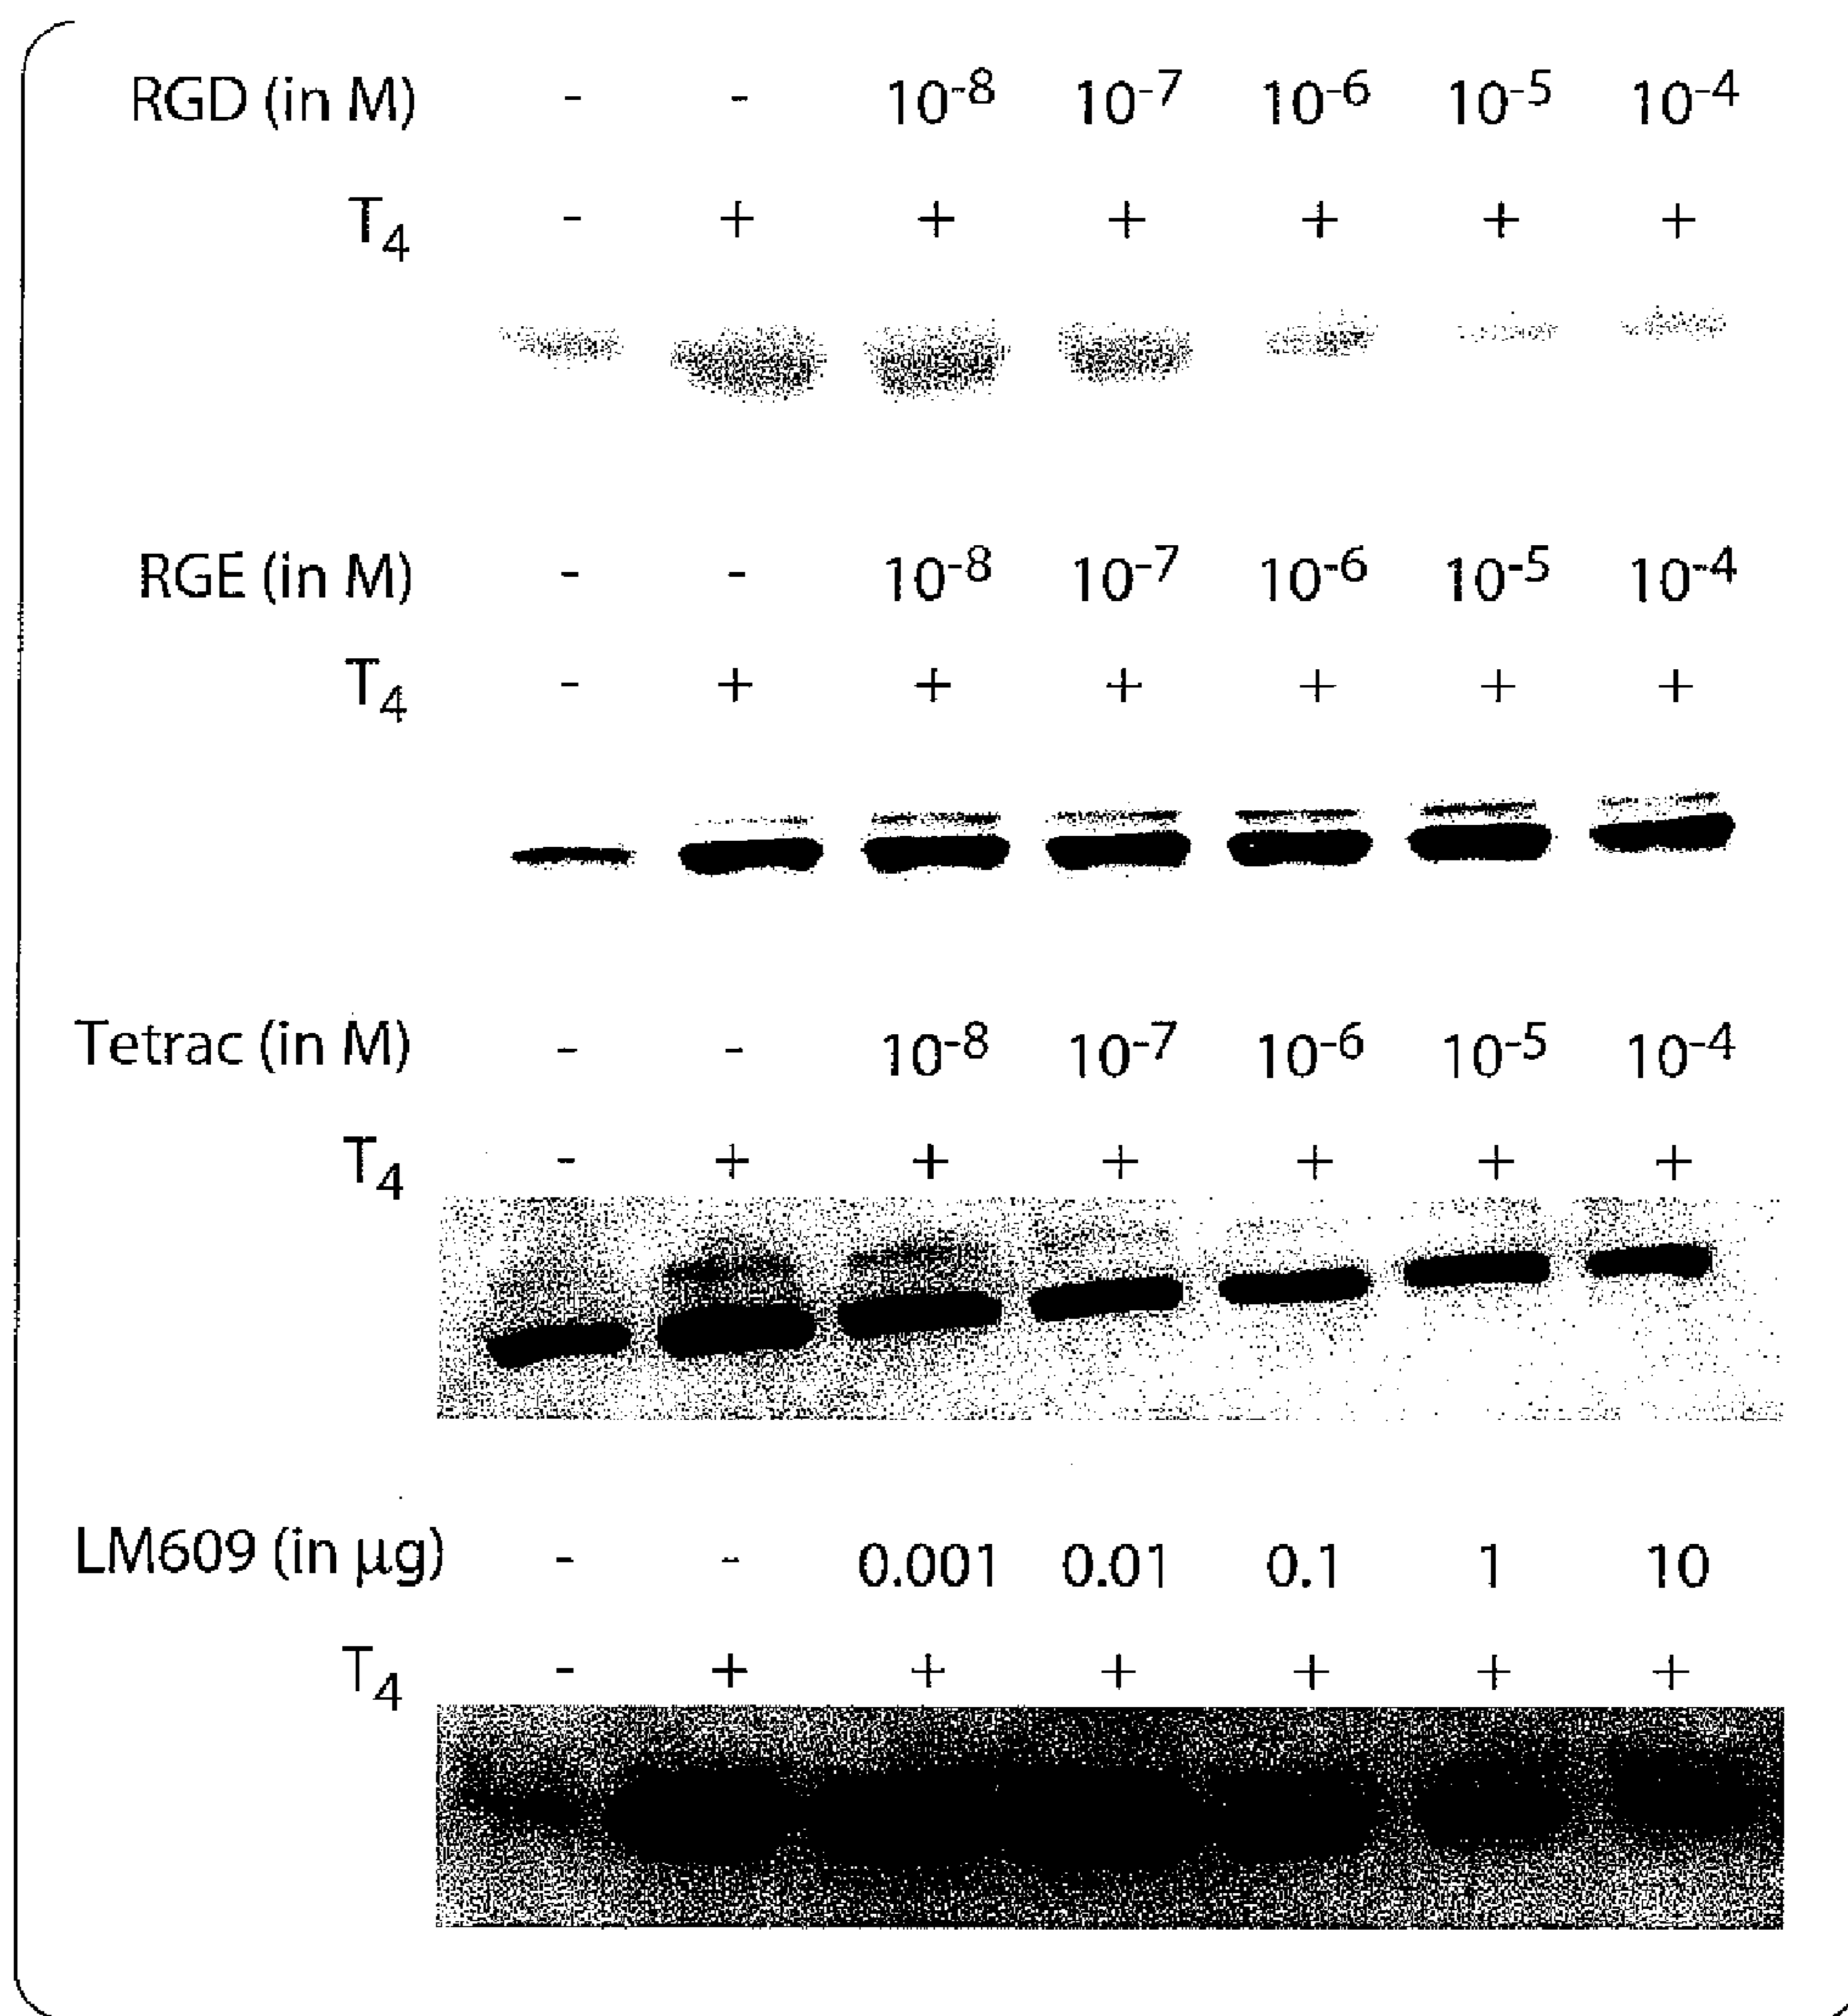 RGD (in M) - - 10⁻⁸ 10⁻⁷ 10⁻⁶ 10⁻⁵ 10⁻⁴
T₄ - + + + + + +
RGE (in M) - - 10⁻⁸ 10⁻⁷ 10⁻⁶ 10⁻⁵ 10⁻⁴
T₄ - + + + + + +
Tetrac (in M) - - 10⁻⁸ 10⁻⁷ 10⁻⁶ 10⁻⁵ 10⁻⁴
T₄ - + + + + + +
LM609 (in µg) - - 0.001 0.01 0.1 1 10
T₄ - + + + + + +